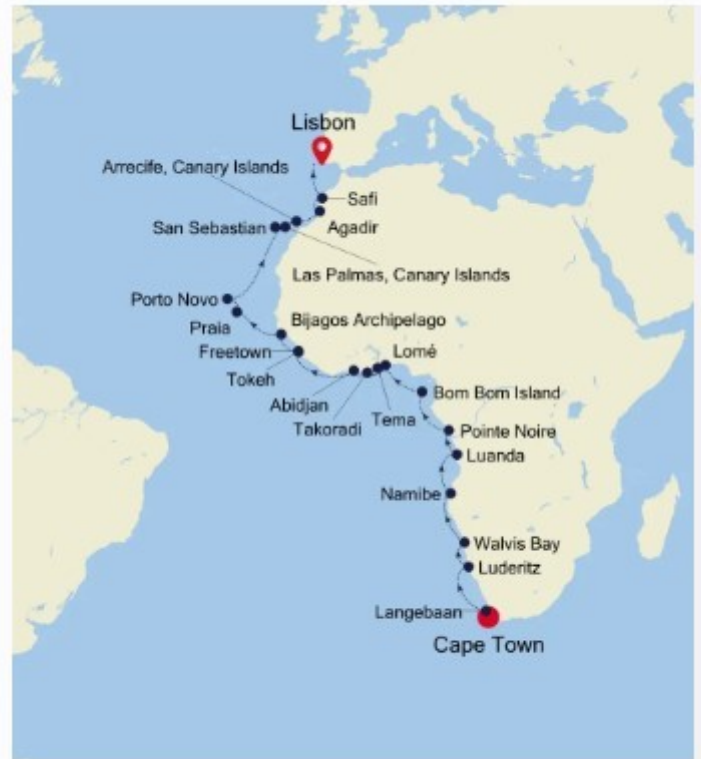 Lisbon
Arrecife, Canary Islands
Safi
San Sebastian
Agadir
Las Palmas, Canary Islands
Porto Novo
Praia
Bijagos Archipelago
Freetown
Lomé
Tokeh
Abidjan
Tema
Takoradi
Bom Bom Island
Pointe Noire
Luanda
Namibe
Walvis Bay
Luderitz
Langebaan
Cape Town